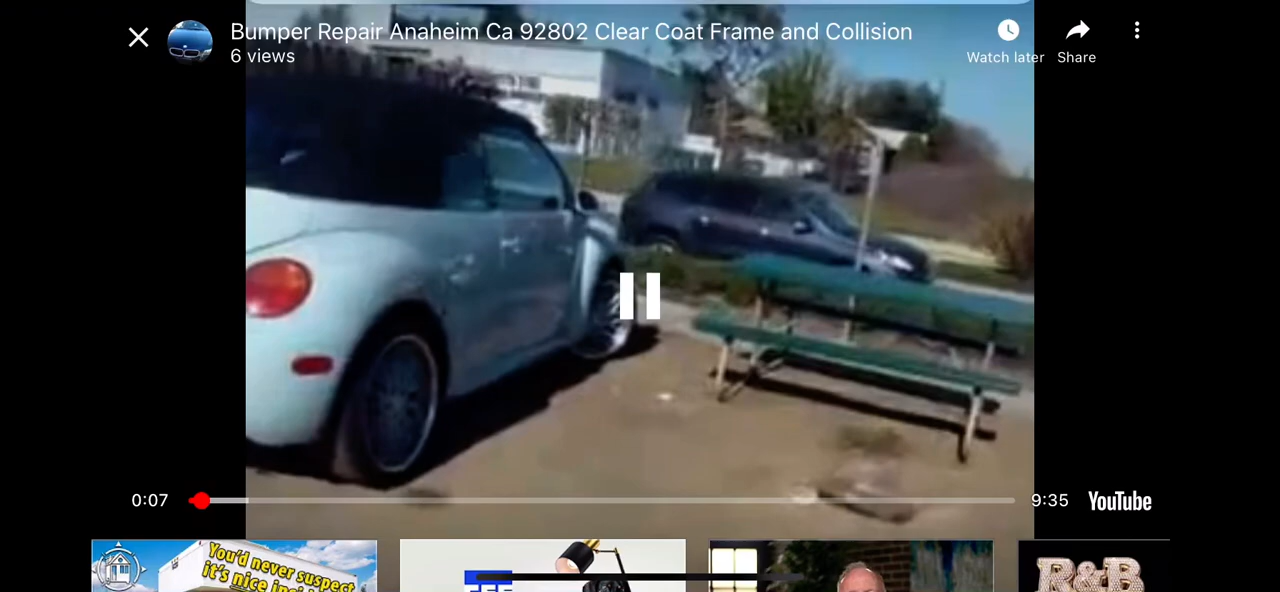 Bumper Repair Anaheim Ca 92802 Clear Coat Frame and Collision
6 views
Watch later
Share
0:07
9:35
YouTube
You'd never suspect
it's nice
R&B